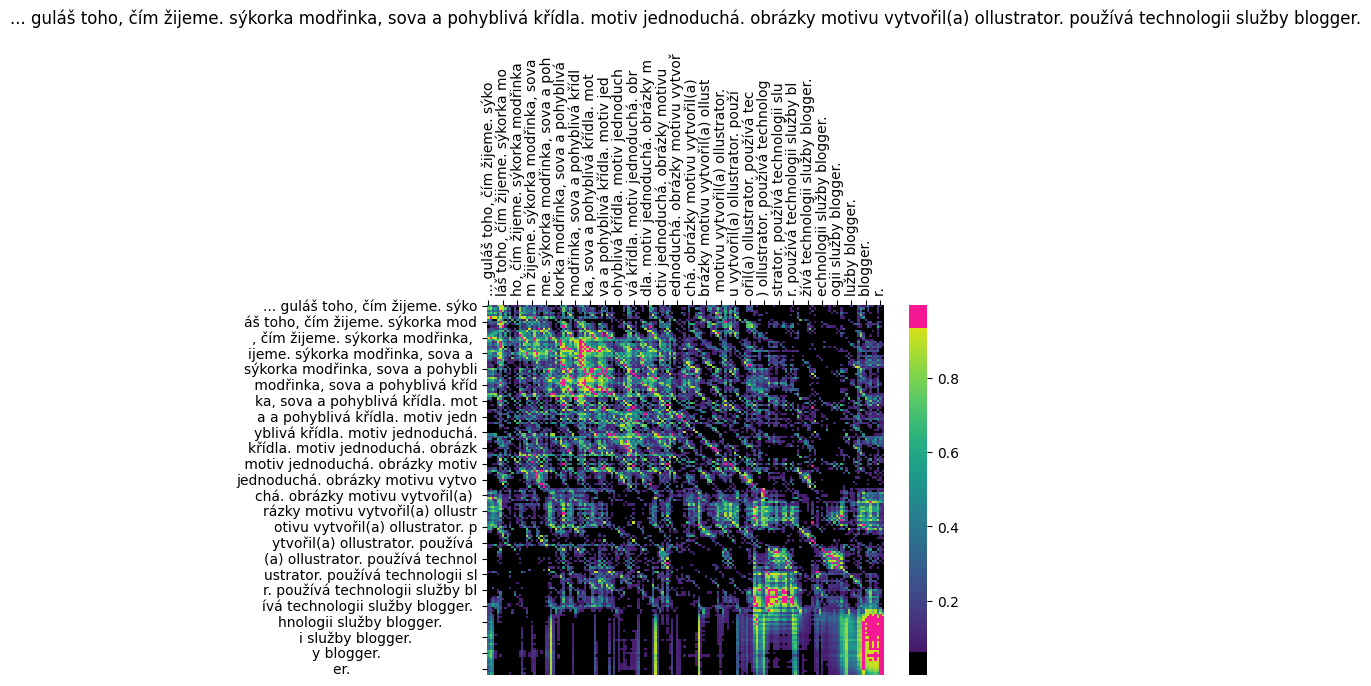 ... guláš toho, čím žijeme. sýkorka modřinka, sova a pohyblivá křídla. motiv jednoduchá. obrázky motivu vytvořil(a) ollustrator. používá technologii služby blogger.
... guláš toho, čím žijeme. sýko
láš toho, čím žijeme. sýkorka mo
ho, čím žijeme. sýkorka modřinka
m žijeme. sýkorka modřinka, sova
me. sýkorka modřinka, sova a poh
korka modřinka, sova a pohyblivá
modřinka, sova a pohyblivá křídl
ka, sova a pohyblivá křídla. mot
va a pohyblivá křídla. motiv jed
ohyblivá křídla. motiv jednoduch
vá křídla. motiv jednoduchá. obr
dla. motiv jednoduchá. obrázky m
otiv jednoduchá. obrázky motivu
ednoduchá. obrázky motivu vytvoř
chá. obrázky motivu vytvořil(a)
brázky motivu vytvořil(a) ollust
motivu vytvořil(a) ollustrator.
u vytvořil(a) ollustrator. použí
ořil(a) ollustrator. používá tec
) ollustrator. používá technolog
strator. používá technologii slu
r. používá technologii služby bl
žívá technologii služby blogger.
echnologii služby blogger.
ogii služby blogger.
lužby blogger.
blogger.
r.
... guláš toho, čím žijeme. sýko
áš toho, čím žijeme. sýkorka mod
, čím žijeme. sýkorka modřinka,
ijeme. sýkorka modřinka, sova a
sýkorka modřinka, sova a pohybli
modřinka, sova a pohyblivá kříd
ka, sova a pohyblivá křídla. mot
a a pohyblivá křídla. motiv jedn
yblivá křídla. motiv jednoduchá.
křídla. motiv jednoduchá. obrázk
motiv jednoduchá. obrázky motiv
jednoduchá. obrázky motivu vytvo
chá. obrázky motivu vytvořil(a)
rázky motivu vytvořil(a) ollustr
otivu vytvořil(a) ollustrator. p
ytvořil(a) ollustrator. používá
(a) ollustrator. používá technol
ustrator. používá technologii sl
r. používá technologii služby bl
ívá technologii služby blogger.
hnologii služby blogger.
i služby blogger.
y blogger.
er.
0.8
0.6
0.4
0.2